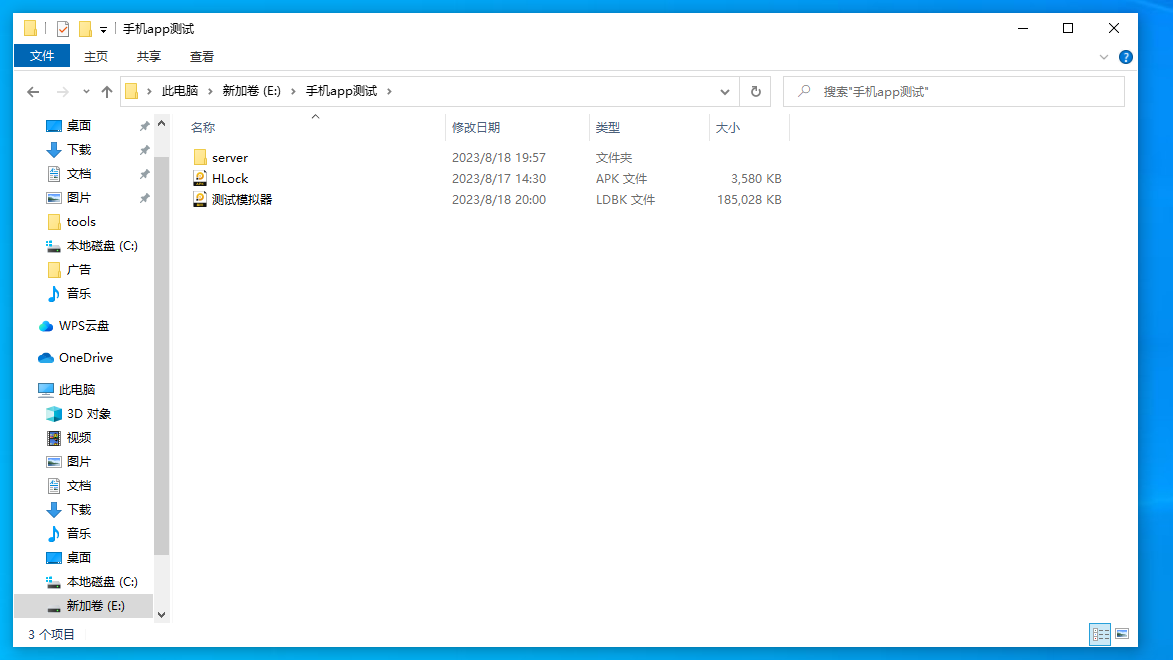 手机app测试
文件 主页 共享 查看
此电脑 新加卷 (E:) 手机app测试
搜索"手机app测试"
名称 修改日期 类型 大小
server 2023/8/18 19:57 文件夹
HLock 2023/8/17 14:30 APK 文件 3,580 KB
测试模拟器 2023/8/18 20:00 LDBK 文件 185,028 KB
桌面
下载
文档
图片
tools
本地磁盘 (C:)
广告
音乐
WPS云盘
OneDrive
此电脑
3D 对象
视频
图片
文档
下载
音乐
桌面
本地磁盘 (C:)
新加卷 (E:)
3 个项目